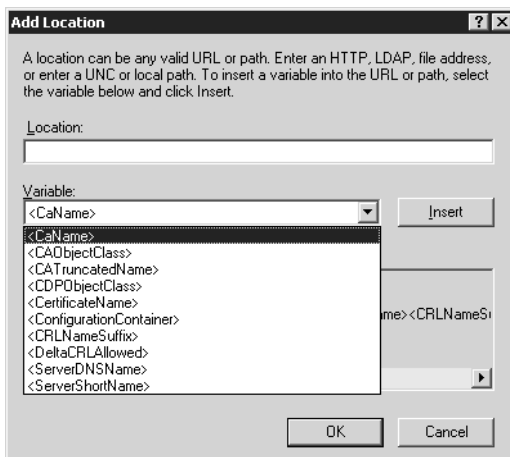 Add Location
A location can be any valid URL or path. Enter an HTTP, LDAP, file address,
or enter a UNC or local path. To insert a variable into the URL or path, select
the variable below and click Insert.
Location:
Variable:
<CaName>
Insert
<CaName>
<CAObjectClass>
<CATruncatedName>
<CDPObjectClass>
<CertificateName>
<ConfigurationContainer>
<CRLNameSuffix>
<DeltaCRLAllowed>
<ServerDNSName>
<ServerShortName>
OK
Cancel